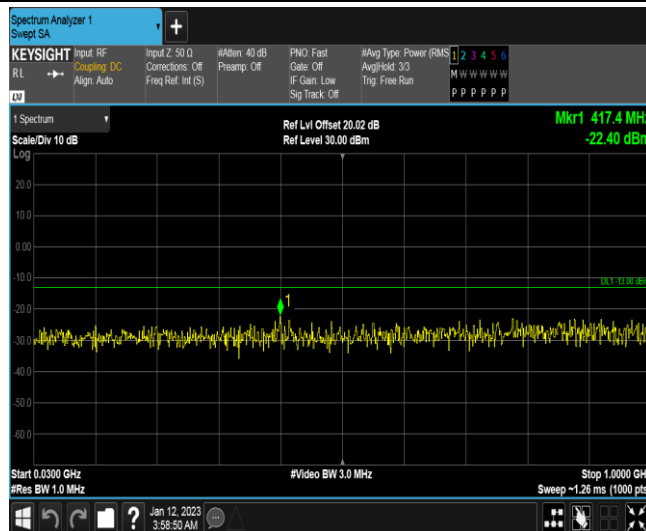 Spectrum Analyzer 1
Swept SA
+
KEYSIGHT
RL
LXI
Input: RF
Coupling: DC
Align: Auto
Input Z: 50 Ω
Corrections: Off
Freq Ref: Int (S)
#Atten: 40 dB
Preamp: Off
PNO: Fast
Gate: Off
IF Gain: Low
Sig Track: Off
#Avg Type: Power (RMS
Avg|Hold: 3/3
Trig: Free Run
1 2 3 4 5 6
M W W W W W
P P P P P P
1 Spectrum
Scale/Div 10 dB
Ref Lvl Offset 20.02 dB
Ref Level 30.00 dBm
Mkr1 417.4 MHz
-22.40 dBm
Log
20.0
10.0
0.00
-10.0
-20.0
-30.0
-40.0
-50.0
-60.0
DL1 -13.00 dBm
1
Start 0.0300 GHz
#Res BW 1.0 MHz
#Video BW 3.0 MHz
Stop 1.0000 GH
Sweep ~1.26 ms (1000 pts
?
Jan 12, 2023
3:58:50 AM